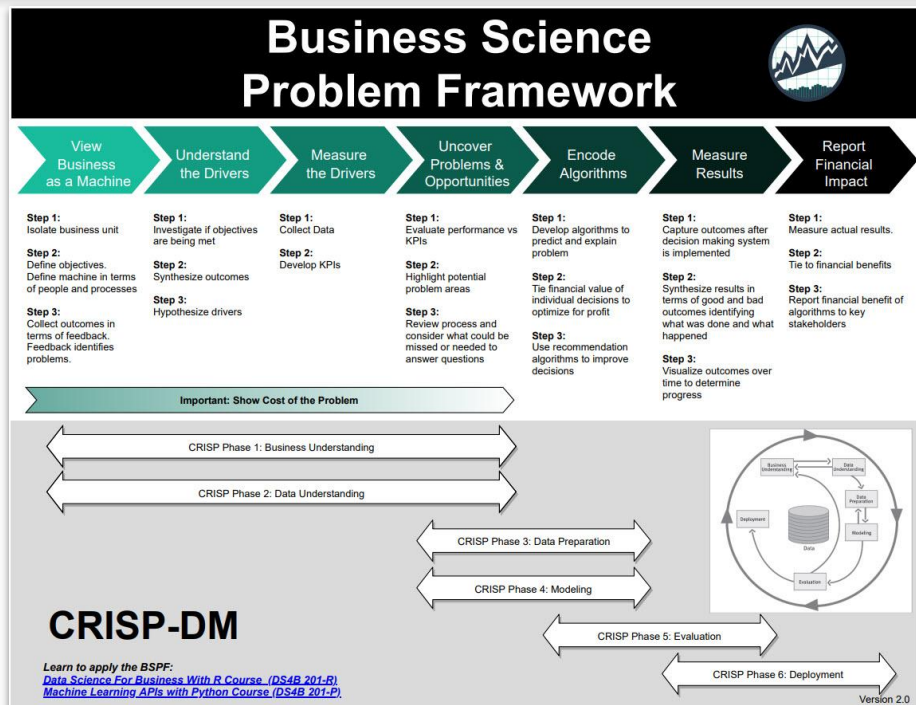 Business Science
Problem Framework
View
Business
as a Machine
Understand
the Drivers
Measure
the Drivers
Uncover
Problems &
Opportunities
Encode
Algorithms
Measure
Results
Report
Financial
Impact
Step 1:
Isolate business unit
Step 2:
Define objectives.
Define machine in terms
of people and processes
Step 3:
Collect outcomes in
terms of feedback.
Feedback identifies
problems.
Step 1:
Investigate if objectives
are being met
Step 2:
Synthesize outcomes
Step 3:
Hypothesize drivers
Step 1:
Collect Data
Step 2:
Develop KPIs
Step 1:
Evaluate performance vs
KPIs
Step 2:
Highlight potential
problem areas
Step 3:
Review process and
consider what could be
missed or needed to
answer questions
Step 1:
Develop algorithms to
predict and explain
problem
Step 2:
Tie financial value of
individual decisions to
optimize for profit
Step 3:
Use recommendation
algorithms to improve
decisions
Step 1:
Capture outcomes after
decision making system
is implemented
Step 2:
Synthesize results in
terms of good and bad
outcomes identifying
what was done and what
happened
Step 3:
Visualize outcomes over
time to determine
progress
Step 1:
Measure actual results.
Step 2:
Tie to financial benefits
Step 3:
Report financial benefit of
algorithms to key
stakeholders
Important: Show Cost of the Problem
CRISP Phase 1: Business Understanding
CRISP Phase 2: Data Understanding
CRISP Phase 3: Data Preparation
CRISP Phase 4: Modeling
CRISP Phase 5: Evaluation
CRISP Phase 6: Deployment
Business
Understanding
Data
Understanding
Data
Preparation
Modeling
Deployment
Data
Evaluation
CRISP-DM
Learn to apply the BSPF:
Data Science For Business With R Course (DS4B 201-R)
Machine Learning APIs with Python Course (DS4B 201-P)
Version 2.0